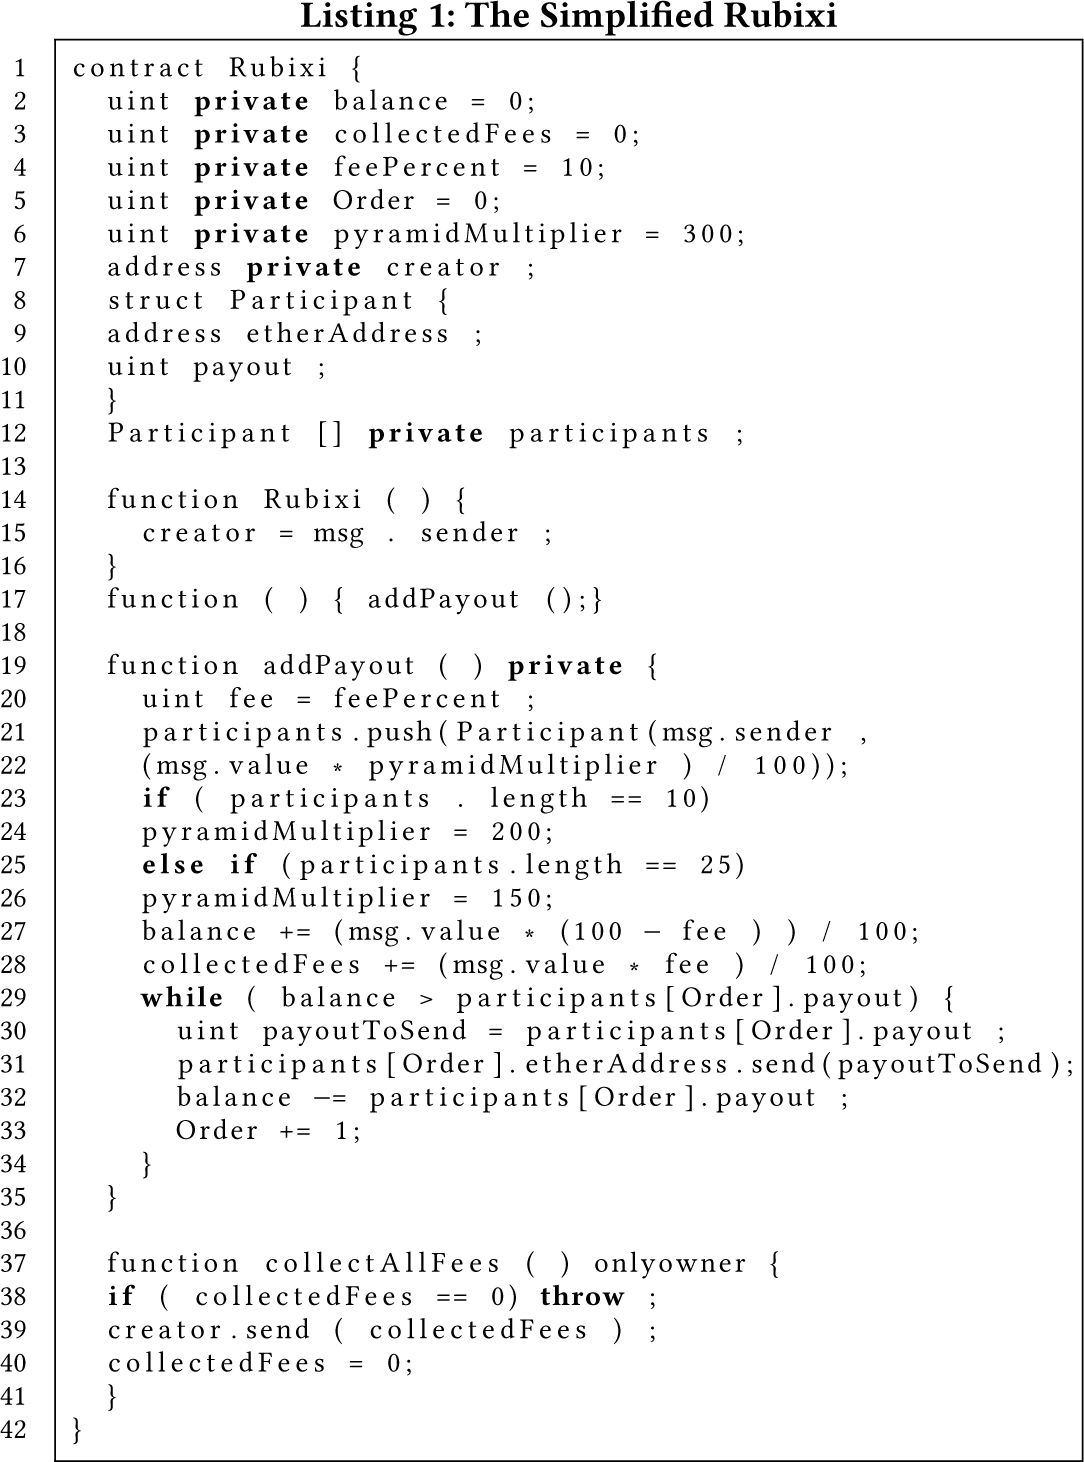 Listing 1: The Simplified Rubixi
1 contract Rubixi {
2 uint private balance = 0;
3 uint private collectedFees = 0;
4 uint private feePercent = 10;
5 uint private Order = 0;
6 uint private pyramidMultiplier = 300;
7 address private creator ;
8 struct Participant {
9 address etherAddress ;
10 uint payout ;
11 }
12 Participant [] private participants ;
13
14 function Rubixi ( ) {
15 creator = msg . sender ;
16 }
17 function ( ) { addPayout ();}
18
19 function addPayout ( ) private {
20 uint fee = feePercent ;
21 participants.push(Participant(msg.sender ,
22 (msg.value * pyramidMultiplier ) / 100));
23 if ( participants . length == 10)
24 pyramidMultiplier = 200;
25 else if (participants.length == 25)
26 pyramidMultiplier = 150;
27 balance += (msg.value * (100 − fee ) ) / 100;
28 collectedFees += (msg.value * fee ) / 100;
29 while ( balance > participants[Order].payout) {
30 uint payoutToSend = participants[Order].payout ;
31 participants[Order].etherAddress.send(payoutToSend);
32 balance −= participants[Order].payout ;
33 Order += 1;
34 }
35 }
36
37 function collectAllFees ( ) onlyowner {
38 if ( collectedFees == 0) throw ;
39 creator.send ( collectedFees ) ;
40 collectedFees = 0;
41 }
42 }